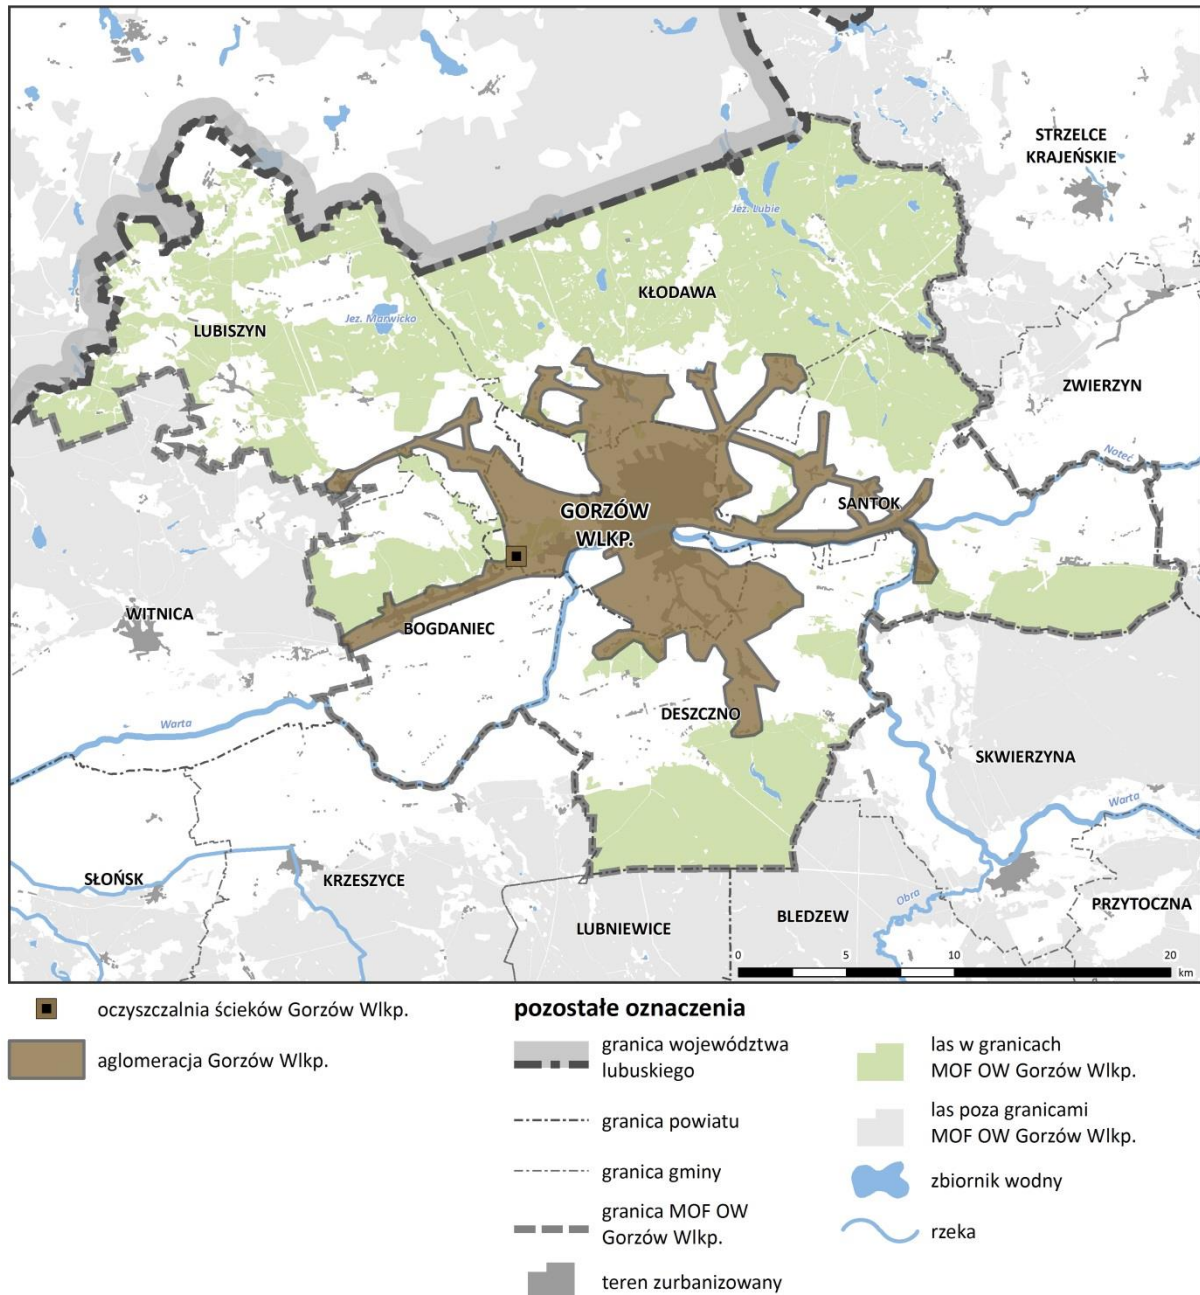 STRZELCE
KRAJEŃSKIE
Jez. Lubie
KŁODAWA
LUBISZYN
Jez. Marwicko
ZWIERZYN
Noteć
SANTOK
GORZÓW
WLKP.
WITNICA
BOGDANIEC
DESZCZNO
Warta
SKWIERZYNA
Warta
SŁOŃSK
KRZESZYCE
Obra
PRZYTOCZNA
LUBNIEWICE
BLEDZEW
0 5 10 20
km
oczyszczalnia ścieków Gorzów Wlkp.
aglomeracja Gorzów Wlkp.
pozostałe oznaczenia
granica województwa
lubuskiego
granica powiatu
granica gminy
granica MOF OW
Gorzów Wlkp.
teren zurbanizowany
las w granicach
MOF OW Gorzów Wlkp.
las poza granicami
MOF OW Gorzów Wlkp.
zbiornik wodny
rzeka